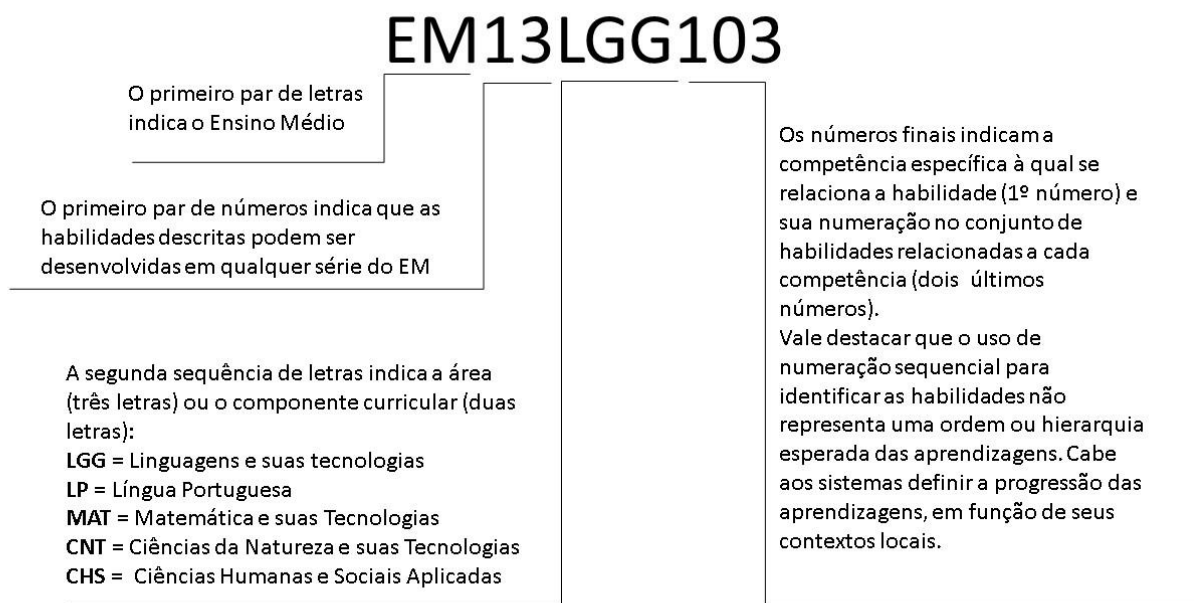 EM13LGG103
O primeiro par de letras
indica o Ensino Médio
O primeiro par de números indica que as
habilidades descritas podem ser
desenvolvidas em qualquer série do EM
A segunda sequência de letras indica a área
(três letras) ou o componente curricular (duas
letras):
LGG = Linguagens e suas tecnologias
LP = Língua Portuguesa
MAT = Matemática e suas Tecnologias
CNT = Ciências da Natureza e suas Tecnologias
CHS = Ciências Humanas e Sociais Aplicadas
Os números finais indicam a
competência específica à qual se
relaciona a habilidade (1º número) e
sua numeração no conjunto de
habilidades relacionadas a cada
competência (dois últimos
números).
Vale destacar que o uso de
numeração sequencial para
identificar as habilidades não
representa uma ordem ou hierarquia
esperada das aprendizagens. Cabe
aos sistemas definir a progressão das
aprendizagens, em função de seus
contextos locais.